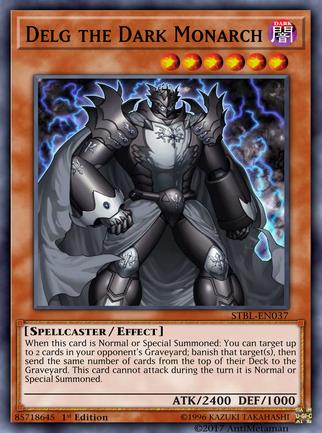 Delg the Dark Monarch
DARK
闇
STBL-EN037
[Spellcaster / Effect]
When this card is Normal or Special Summoned: You can target
up to 2 cards in your opponent's Graveyard; banish that target(s), then
send the same number of cards from the top of their Deck to the
Graveyard. This card cannot attack during the turn it is Normal or
Special Summoned.
ATK/2400 DEF/1000
85718645 1st Edition ©1996 KAZUKI TAKAHASHI
©2017 AntiMetaman